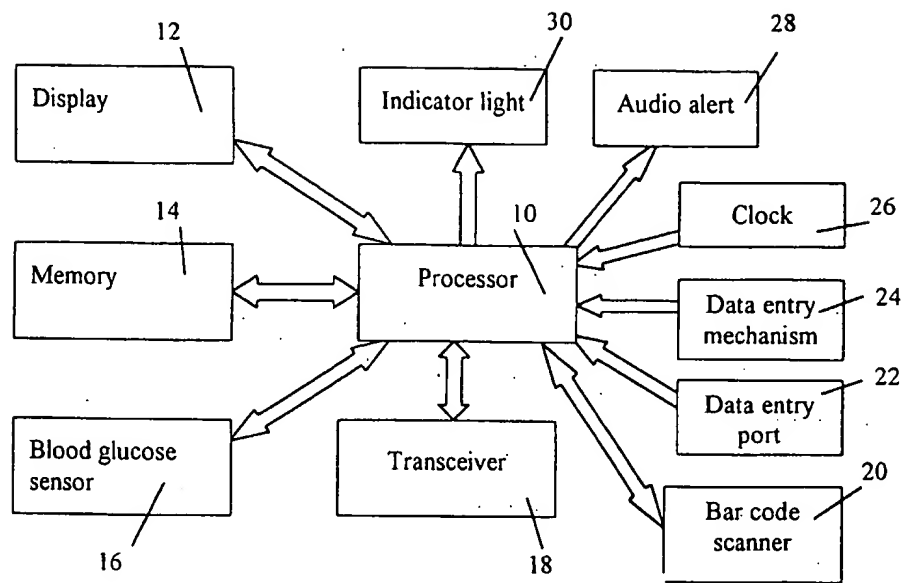 30
28
12
Display
Indicator light
Audio alert
14
10
Clock
26
Memory
Processor
Data entry
mechanism
24
22
Data entry
port
Blood glucose
sensor
Transceiver
20
Bar code
scanner
16
18